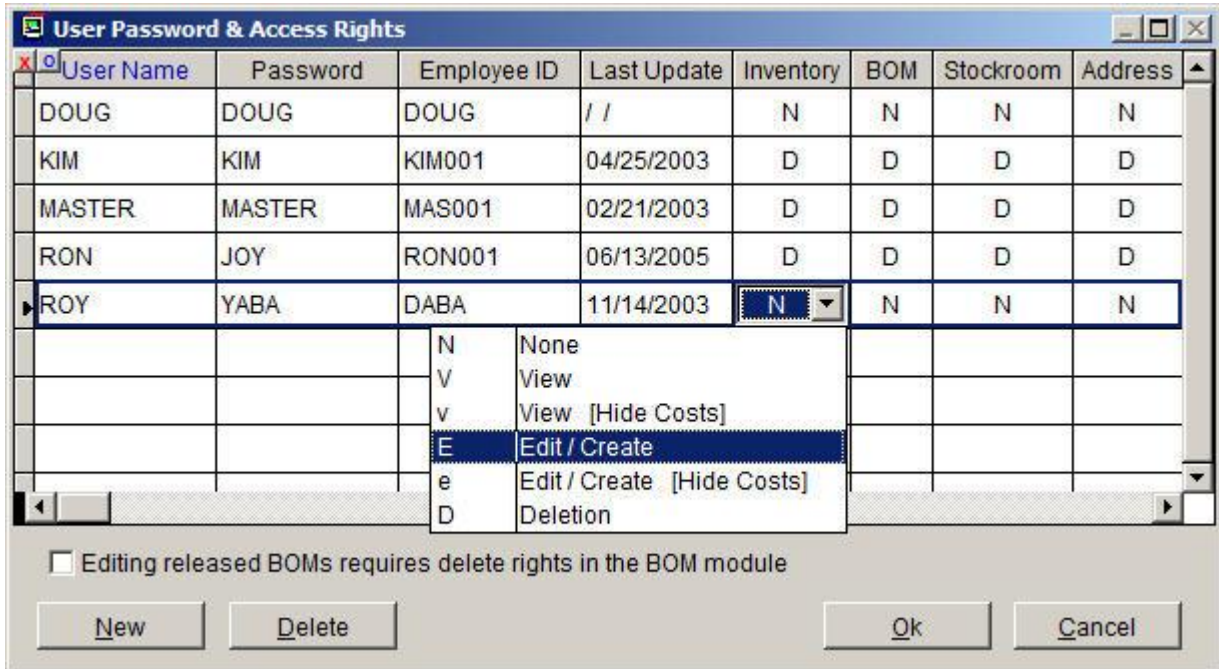 User Password & Access Rights
X O User Name Password Employee ID Last Update Inventory BOM Stockroom Address
DOUG DOUG DOUG / / N N N N
KIM KIM KIM001 04/25/2003 D D D D
MASTER MASTER MAS001 02/21/2003 D D D D
RON JOY RON001 06/13/2005 D D D D
ROY YABA DABA 11/14/2003 N N N N
N None
V View
v View [Hide Costs]
E Edit / Create
e Edit / Create [Hide Costs]
D Deletion
Editing released BOMs requires delete rights in the BOM module
New Delete Ok Cancel